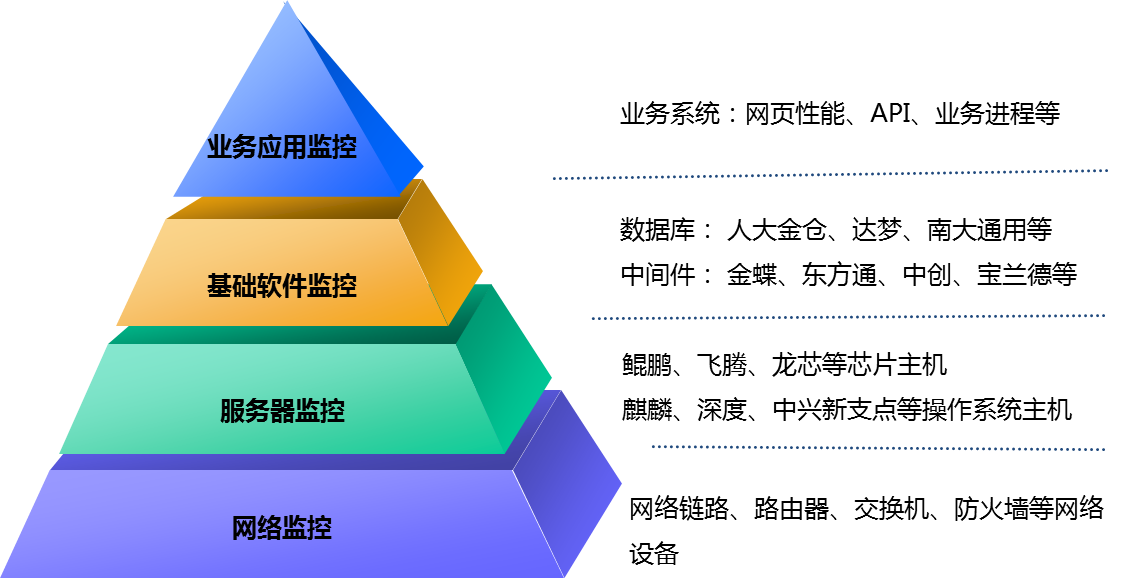 业务应用监控
业务系统：网页性能、API、业务进程等
基础软件监控
数据库： 人大金仓、达梦、南大通用等
中间件： 金蝶、东方通、中创、宝兰德等
服务器监控
鲲鹏、飞腾、龙芯等芯片主机
麒麟、深度、中兴新支点等操作系统主机
网络监控
网络链路、路由器、交换机、防火墙等网络
设备